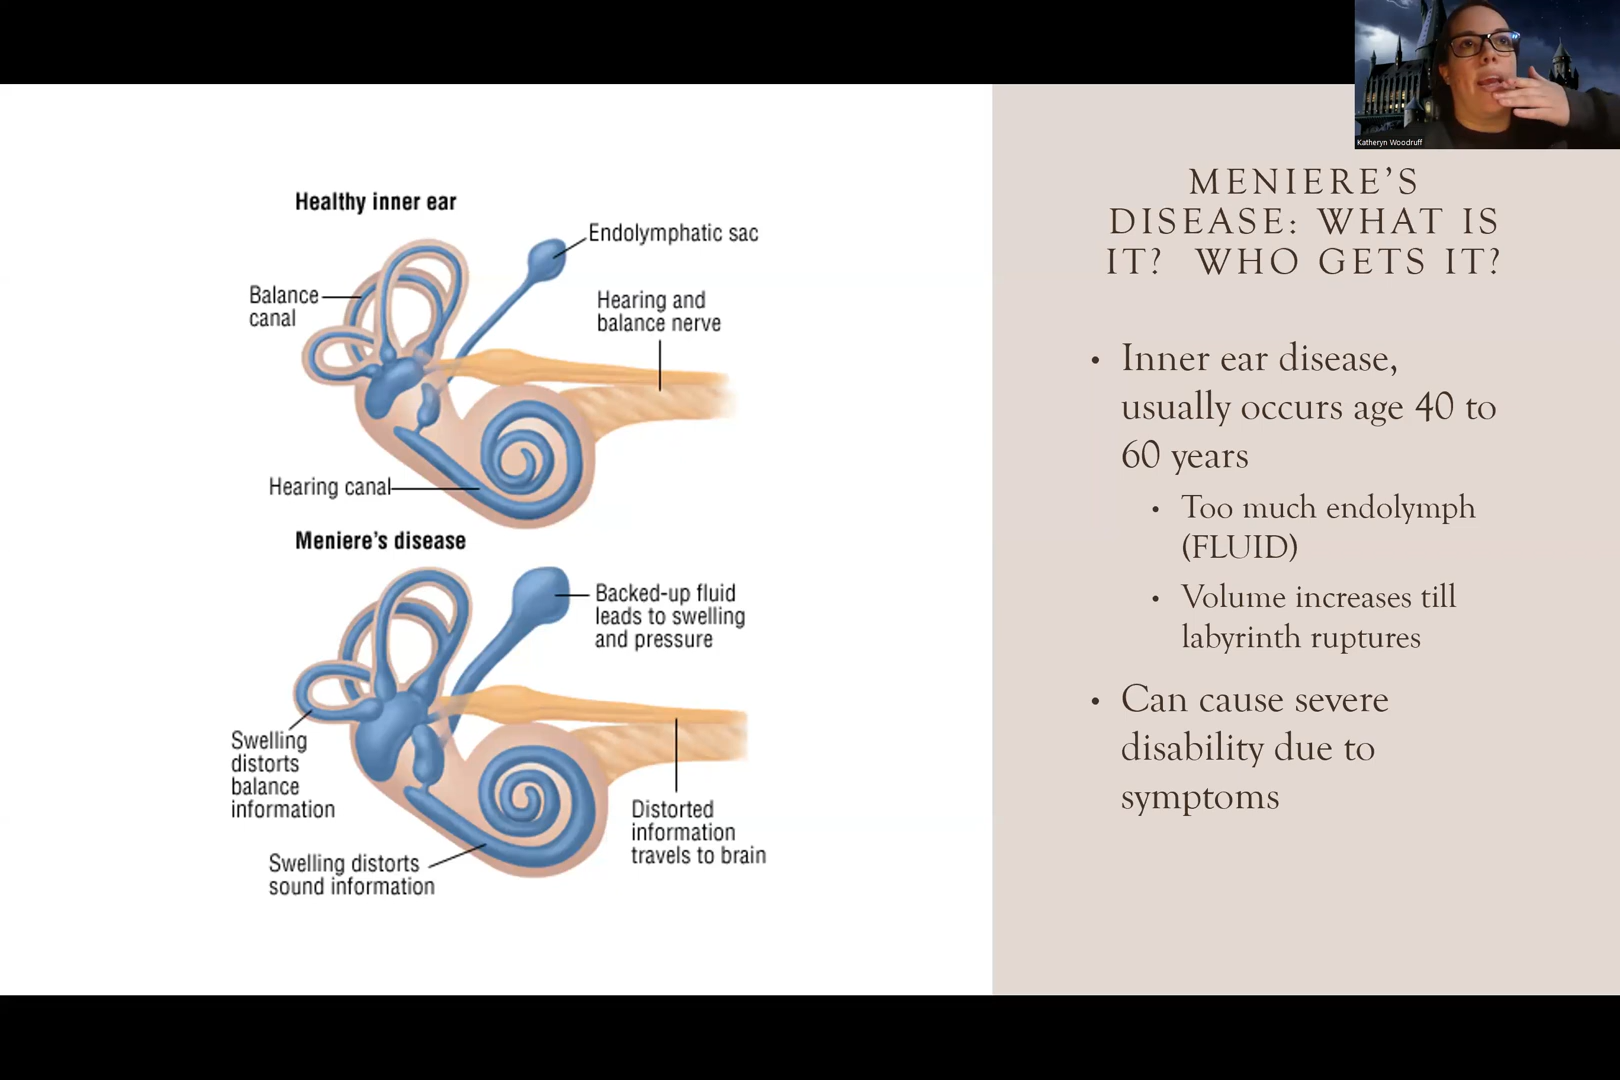 Katheryn Woodruff
Healthy inner ear
Endolymphatic sac
Balance
canal
Hearing and
balance nerve
Hearing canal
Meniere's disease
Backed-up fluid
leads to swelling
and pressure
Swelling
distorts
balance
information
Distorted
information
travels to brain
Swelling distorts
sound information
MENIERE'S
DISEASE: WHAT IS
IT? WHO GETS IT?
• Inner ear disease,
usually occurs age 40 to
60 years
• Too much endolymph
(FLUID)
• Volume increases till
labyrinth ruptures
• Can cause severe
disability due to
symptoms